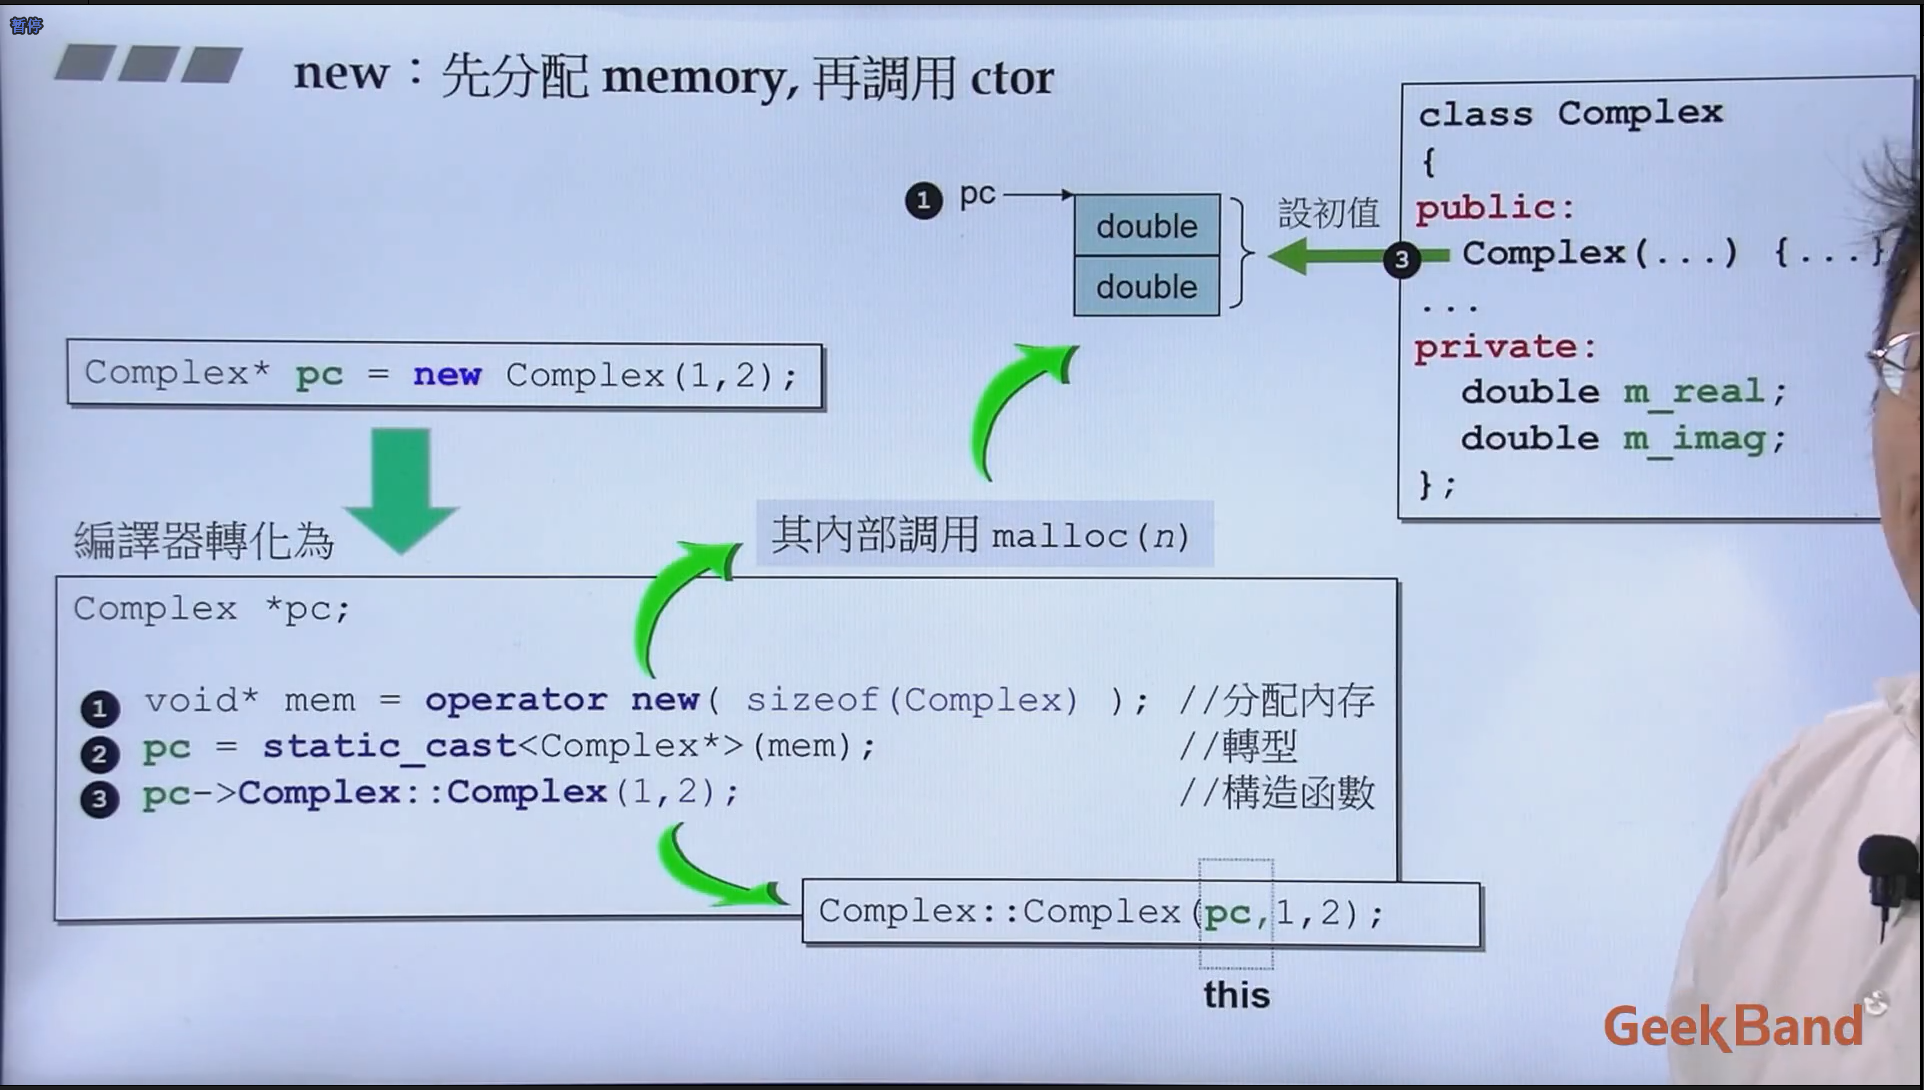 暫停
new：先分配 memory, 再調用 ctor
class Complex
{
public:
Complex(...) {...}
...
private:
double m_real;
double m_imag;
};
1 pc
double
double
設初值
3
Complex* pc = new Complex(1,2);
編譯器轉化為
其內部調用 malloc(n)
Complex *pc;
1 void* mem = operator new( sizeof(Complex) ); //分配內存
2 pc = static_cast<Complex*>(mem); //轉型
3 pc->Complex::Complex(1,2); //構造函數
Complex::Complex(pc,1,2);
this
GeekBand